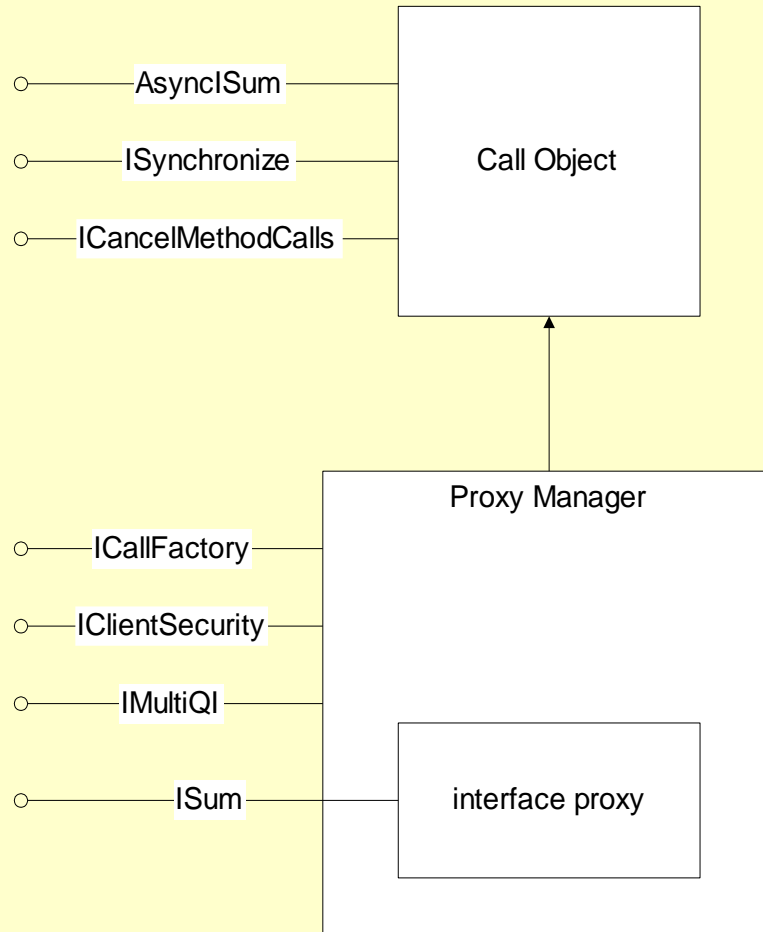 AsyncISum
ISynchronize
ICancelMethodCalls
Call Object
Proxy Manager
ICallFactory
IClientSecurity
IMultiQI
ISum
interface proxy